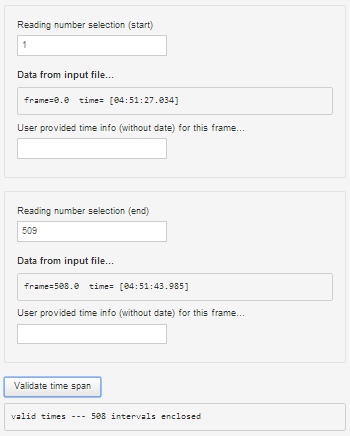 Reading number selection (start)
1
Data from input file...
frame=0.0  time= [04:51:27.034]
User provided time info (without date) for this frame...
Reading number selection (end)
509
Data from input file...
frame=508.0  time= [04:51:43.985]
User provided time info (without date) for this frame...
Validate time span
valid times --- 508 intervals enclosed